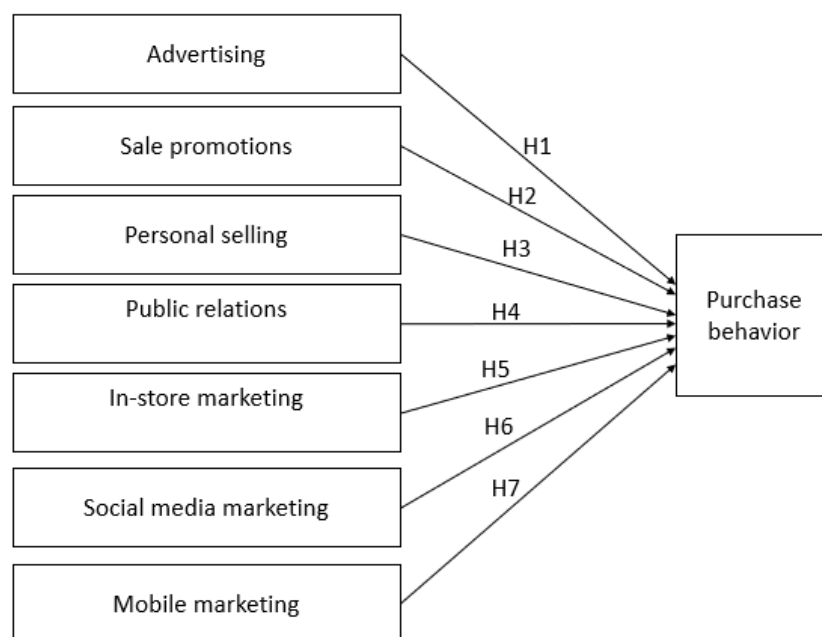 Advertising
H1
Sale promotions
H2
Personal selling
H3
Public relations
H4
In-store marketing
H5
Social media marketing
H6
Mobile marketing
H7
Purchase
behavior